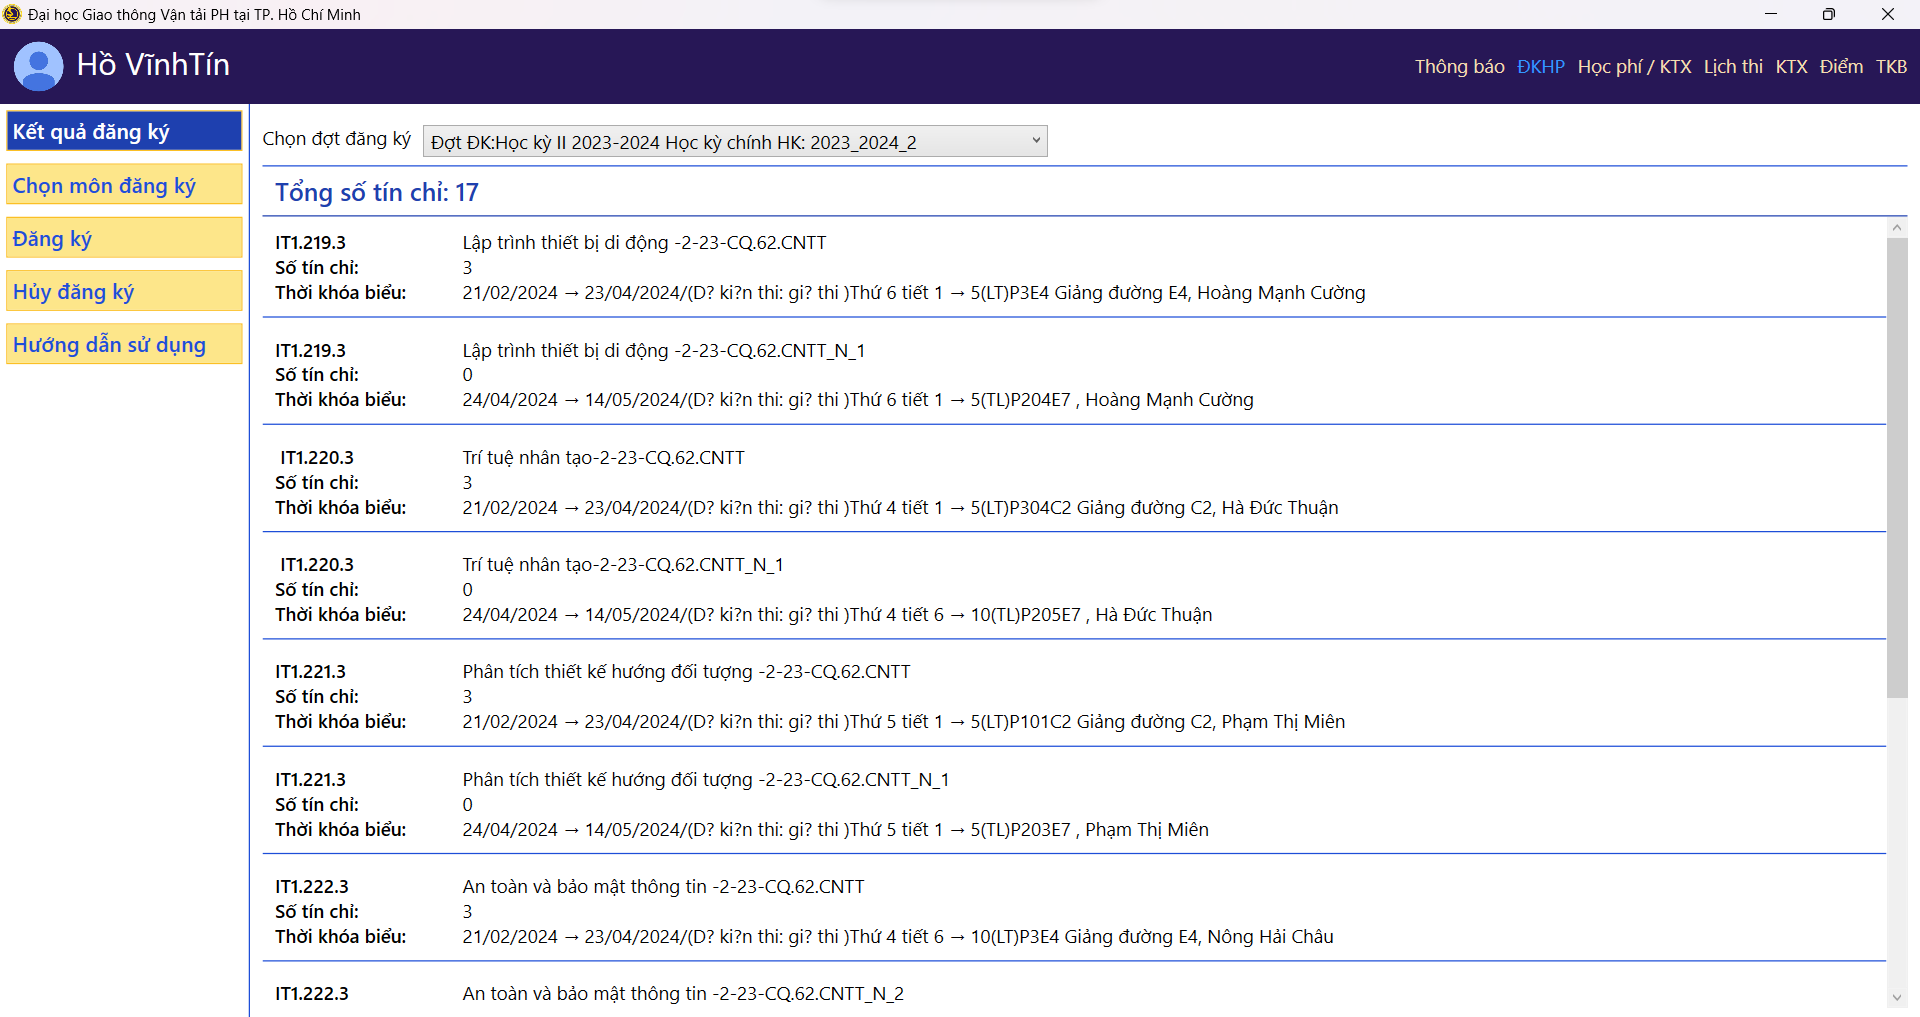 Đại học Giao thông Vận tải PH tại TP. Hồ Chí Minh
Hồ VĩnhTín
Thông báo ĐKHP Học phí / KTX Lịch thi KTX Điểm TKB
Kết quả đăng ký
Chọn môn đăng ký
Đăng ký
Hủy đăng ký
Hướng dẫn sử dụng
Chọn đợt đăng ký Đợt ĐK:Học kỳ II 2023-2024 Học kỳ chính HK: 2023_2024_2
Tổng số tín chỉ: 17
IT1.219.3 Lập trình thiết bị di động -2-23-CQ.62.CNTT
Số tín chỉ: 3
Thời khóa biểu: 21/02/2024 → 23/04/2024/(D? ki?n thi: gi? thi )Thứ 6 tiết 1 → 5(LT)P3E4 Giảng đường E4, Hoàng Mạnh Cường
IT1.219.3 Lập trình thiết bị di động -2-23-CQ.62.CNTT_N_1
Số tín chỉ: 0
Thời khóa biểu: 24/04/2024 → 14/05/2024/(D? ki?n thi: gi? thi )Thứ 6 tiết 1 → 5(TL)P204E7 , Hoàng Mạnh Cường
IT1.220.3 Trí tuệ nhân tạo-2-23-CQ.62.CNTT
Số tín chỉ: 3
Thời khóa biểu: 21/02/2024 → 23/04/2024/(D? ki?n thi: gi? thi )Thứ 4 tiết 1 → 5(LT)P304C2 Giảng đường C2, Hà Đức Thuận
IT1.220.3 Trí tuệ nhân tạo-2-23-CQ.62.CNTT_N_1
Số tín chỉ: 0
Thời khóa biểu: 24/04/2024 → 14/05/2024/(D? ki?n thi: gi? thi )Thứ 4 tiết 6 → 10(TL)P205E7 , Hà Đức Thuận
IT1.221.3 Phân tích thiết kế hướng đối tượng -2-23-CQ.62.CNTT
Số tín chỉ: 3
Thời khóa biểu: 21/02/2024 → 23/04/2024/(D? ki?n thi: gi? thi )Thứ 5 tiết 1 → 5(LT)P101C2 Giảng đường C2, Phạm Thị Miên
IT1.221.3 Phân tích thiết kế hướng đối tượng -2-23-CQ.62.CNTT_N_1
Số tín chỉ: 0
Thời khóa biểu: 24/04/2024 → 14/05/2024/(D? ki?n thi: gi? thi )Thứ 5 tiết 1 → 5(TL)P203E7 , Phạm Thị Miên
IT1.222.3 An toàn và bảo mật thông tin -2-23-CQ.62.CNTT
Số tín chỉ: 3
Thời khóa biểu: 21/02/2024 → 23/04/2024/(D? ki?n thi: gi? thi )Thứ 4 tiết 6 → 10(LT)P3E4 Giảng đường E4, Nông Hải Châu
IT1.222.3 An toàn và bảo mật thông tin -2-23-CQ.62.CNTT_N_2